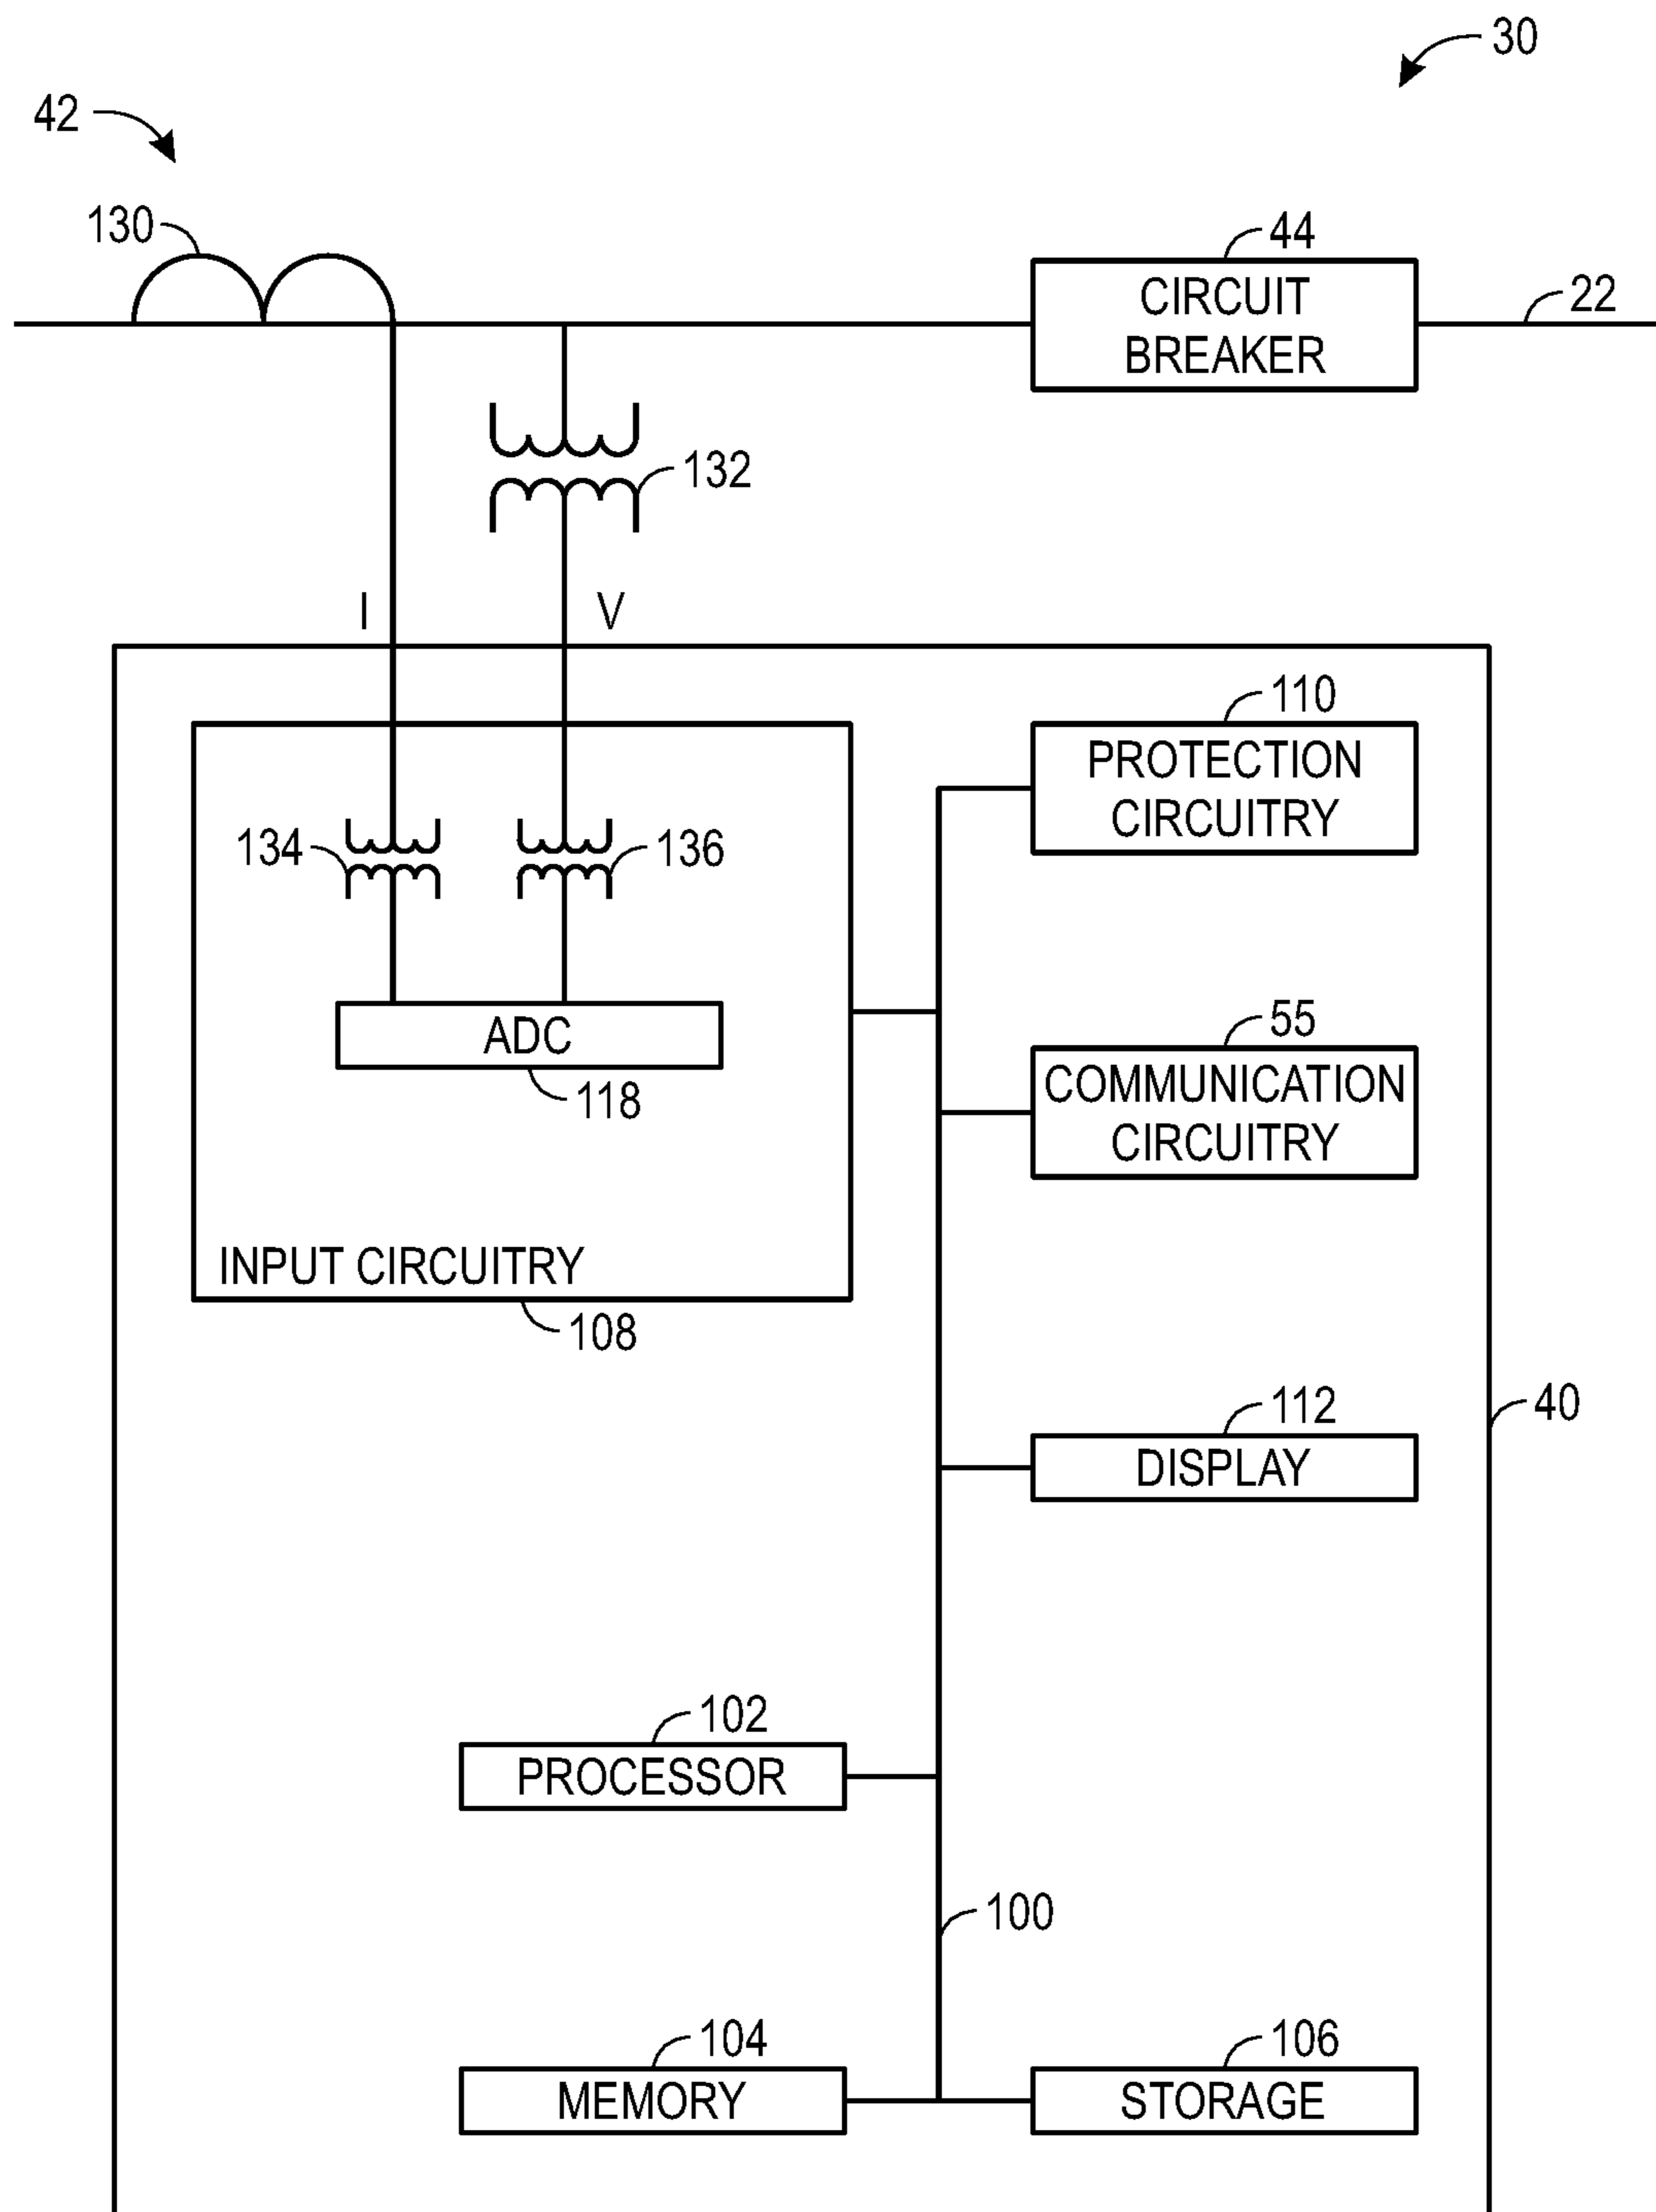 30
42
130
44
CIRCUIT
BREAKER
22
132
I
V
110
PROTECTION
CIRCUITRY
134
136
ADC
118
55
COMMUNICATION
CIRCUITRY
INPUT CIRCUITRY
108
112
DISPLAY
40
102
PROCESSOR
100
104
MEMORY
106
STORAGE